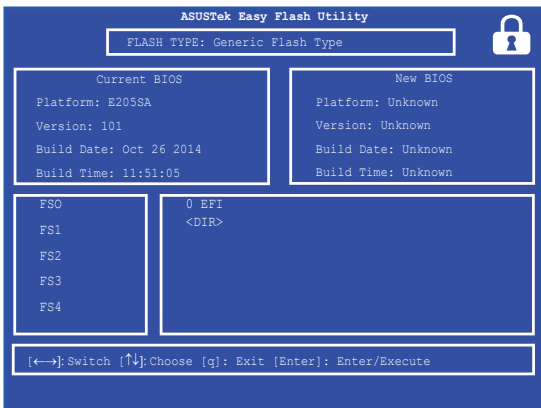 ASUSTek Easy Flash Utility
FLASH TYPE: Generic Flash Type
Current BIOS
Platform: E205SA
Version: 101
Build Date: Oct 26 2014
Build Time: 11:51:05
New BIOS
Platform: Unknown
Version: Unknown
Build Date: Unknown
Build Time: Unknown
FSO
FS1
FS2
FS3
FS4
0 EFI
<DIR>
[←→]: Switch [↑↓]: Choose [q]: Exit [Enter]: Enter/Execute